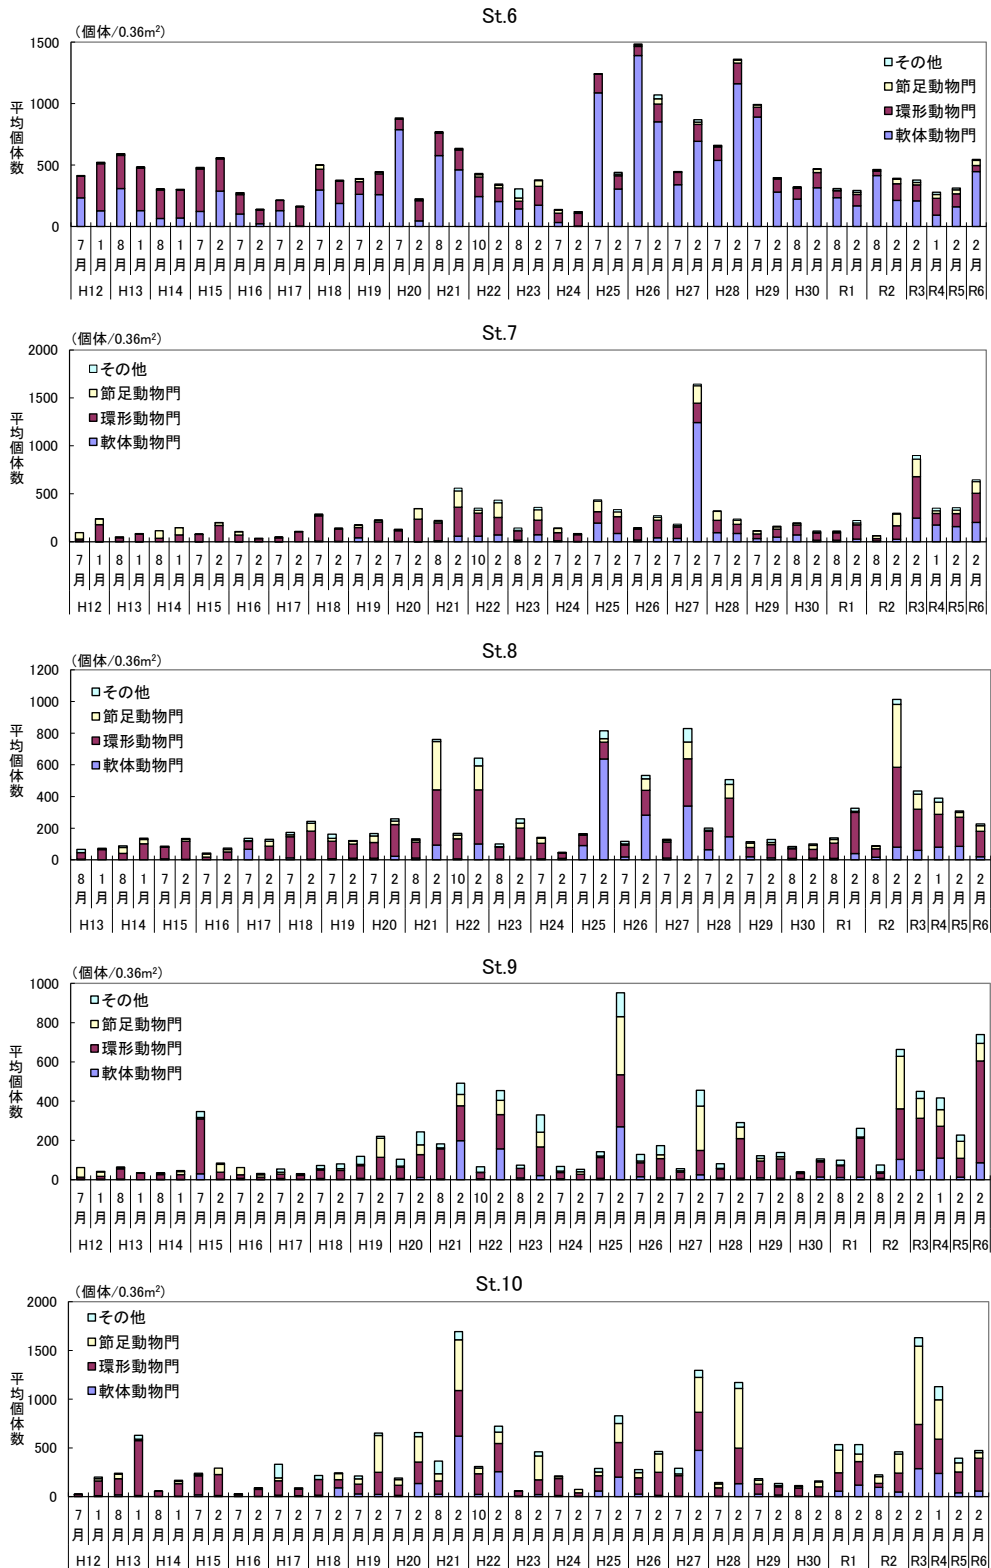 St.6
(個体/0.36m²)
平均個体数
1500
1000
500
0
その他
節足動物門
環形動物門
軟体動物門
7 1 8 1 8 1 7 2 7 2 7 2 7 2 7 2 7 2 8 2 10 2 8 2 7 2 7 2 7 2 7 2 7 2 7 2 8 2 8 2 8 2 2 1 2 2
月 月 月 月 月 月 月 月 月 月 月 月 月 月 月 月 月 月 月 月 月 月 月 月 月 月 月 月 月 月 月 月 月 月 月 月 月 月 月 月 月 月 月 月 月 月
H12 H13 H14 H15 H16 H17 H18 H19 H20 H21 H22 H23 H24 H25 H26 H27 H28 H29 H30 R1 R2 R3 R4 R5 R6
St.7
(個体/0.36m²)
平均個体数
2000
1500
1000
500
0
その他
節足動物門
環形動物門
軟体動物門
7 1 8 1 8 1 7 2 7 2 7 2 7 2 7 2 7 2 8 2 10 2 8 2 7 2 7 2 7 2 7 2 7 2 7 2 8 2 8 2 8 2 2 1 2 2
月 月 月 月 月 月 月 月 月 月 月 月 月 月 月 月 月 月 月 月 月 月 月 月 月 月 月 月 月 月 月 月 月 月 月 月 月 月 月 月 月 月 月 月 月 月
H12 H13 H14 H15 H16 H17 H18 H19 H20 H21 H22 H23 H24 H25 H26 H27 H28 H29 H30 R1 R2 R3 R4 R5 R6
St.8
(個体/0.36m²)
平均個体数
1200
1000
800
600
400
200
0
その他
節足動物門
環形動物門
軟体動物門
8 1 8 1 7 2 7 2 7 2 7 2 7 2 7 2 8 2 10 2 8 2 7 2 7 2 7 2 7 2 7 2 7 2 8 2 8 2 8 2 2 1 2 2
月 月 月 月 月 月 月 月 月 月 月 月 月 月 月 月 月 月 月 月 月 月 月 月 月 月 月 月 月 月 月 月 月 月 月 月 月 月 月 月 月 月 月 月
H13 H14 H15 H16 H17 H18 H19 H20 H21 H22 H23 H24 H25 H26 H27 H28 H29 H30 R1 R2 R3 R4 R5 R6
St.9
(個体/0.36m²)
平均個体数
1000
800
600
400
200
0
その他
節足動物門
環形動物門
軟体動物門
7 1 8 1 8 1 7 2 7 2 7 2 7 2 7 2 7 2 8 2 10 2 8 2 7 2 7 2 7 2 7 2 7 2 7 2 8 2 8 2 8 2 2 1 2 2
月 月 月 月 月 月 月 月 月 月 月 月 月 月 月 月 月 月 月 月 月 月 月 月 月 月 月 月 月 月 月 月 月 月 月 月 月 月 月 月 月 月 月 月 月 月
H12 H13 H14 H15 H16 H17 H18 H19 H20 H21 H22 H23 H24 H25 H26 H27 H28 H29 H30 R1 R2 R3 R4 R5 R6
St.10
(個体/0.36m²)
平均個体数
2000
1500
1000
500
0
その他
節足動物門
環形動物門
軟体動物門
7 1 8 1 8 1 7 2 7 2 7 2 7 2 7 2 7 2 8 2 10 2 8 2 7 2 7 2 7 2 7 2 7 2 7 2 8 2 8 2 8 2 2 1 2 2
月 月 月 月 月 月 月 月 月 月 月 月 月 月 月 月 月 月 月 月 月 月 月 月 月 月 月 月 月 月 月 月 月 月 月 月 月 月 月 月 月 月 月 月 月 月
H12 H13 H14 H15 H16 H17 H18 H19 H20 H21 H22 H23 H24 H25 H26 H27 H28 H29 H30 R1 R2 R3 R4 R5 R6